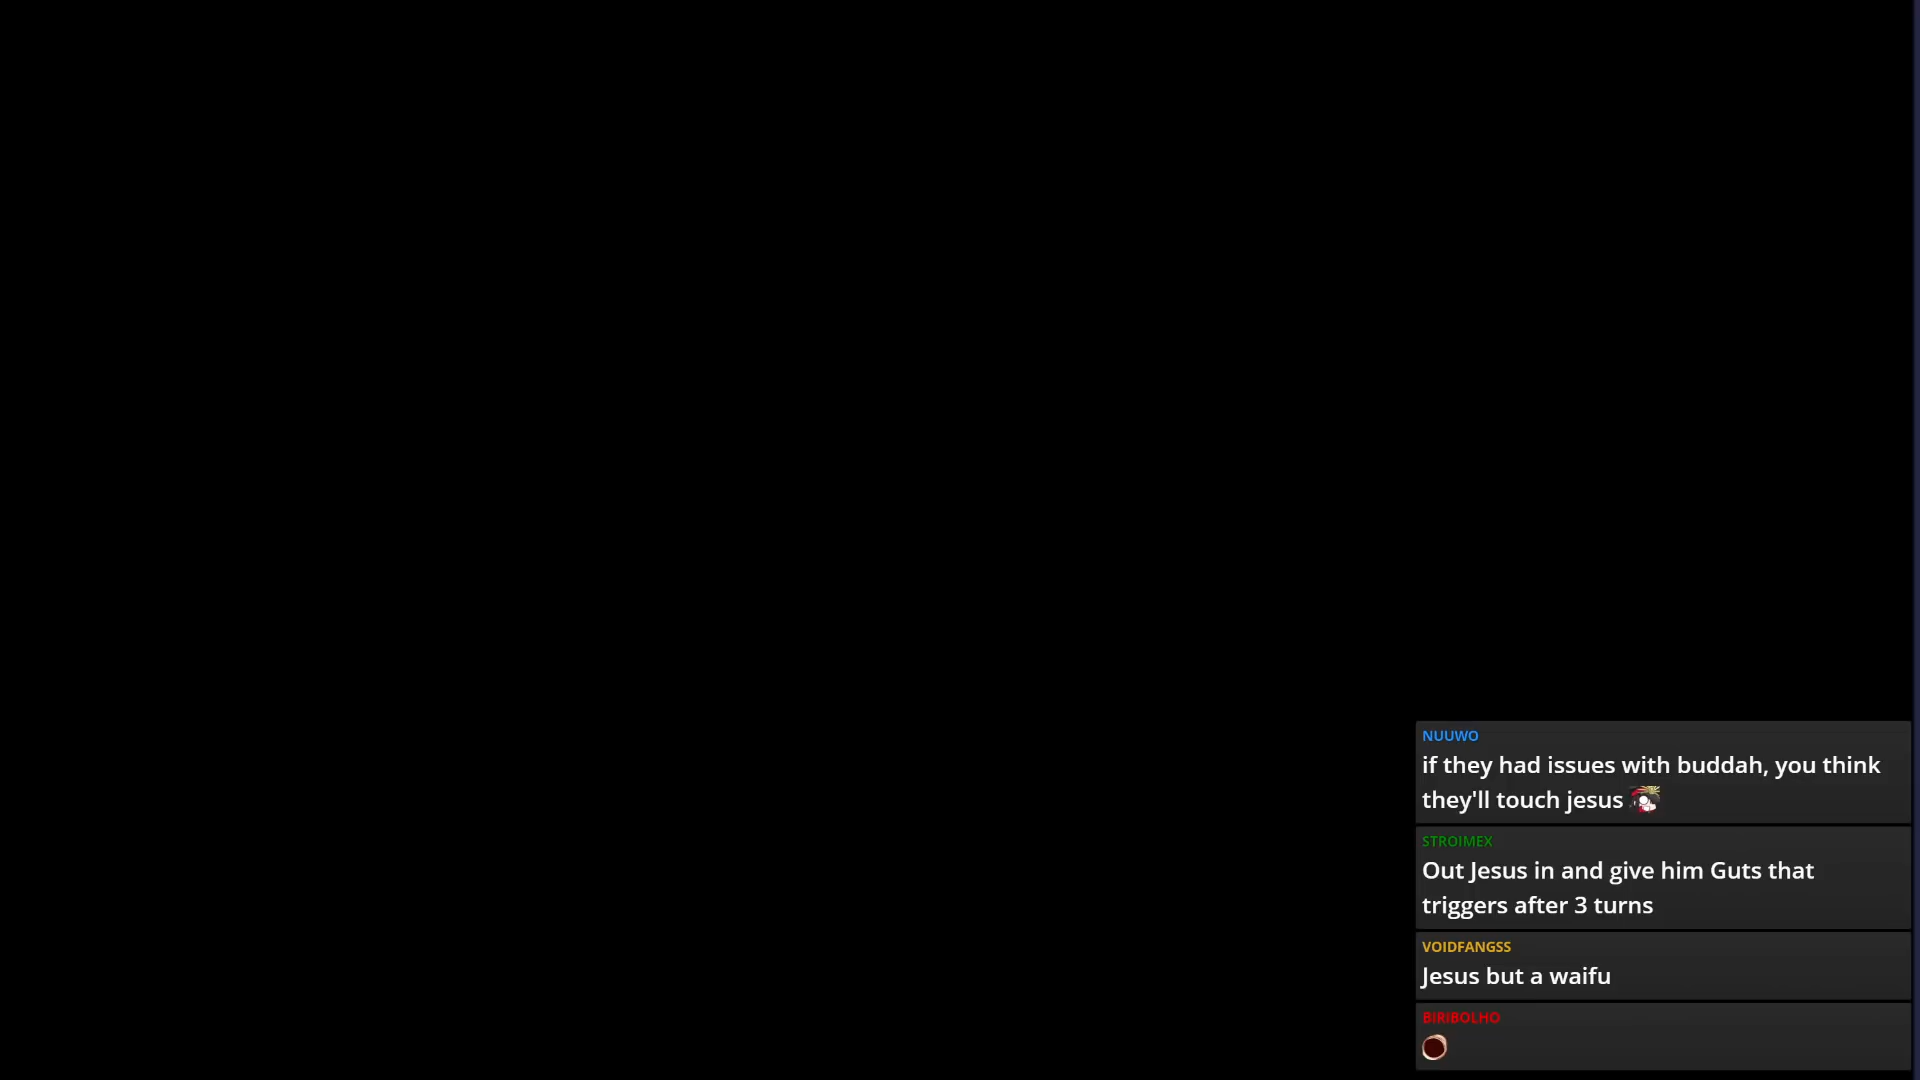 NUUWO
if they had issues with buddah, you think
they'll touch jesus
STROIMEX
Out Jesus in and give him Guts that
triggers after 3 turns
VOIDFANGSS
Jesus but a waifu
BIRIBOLHO